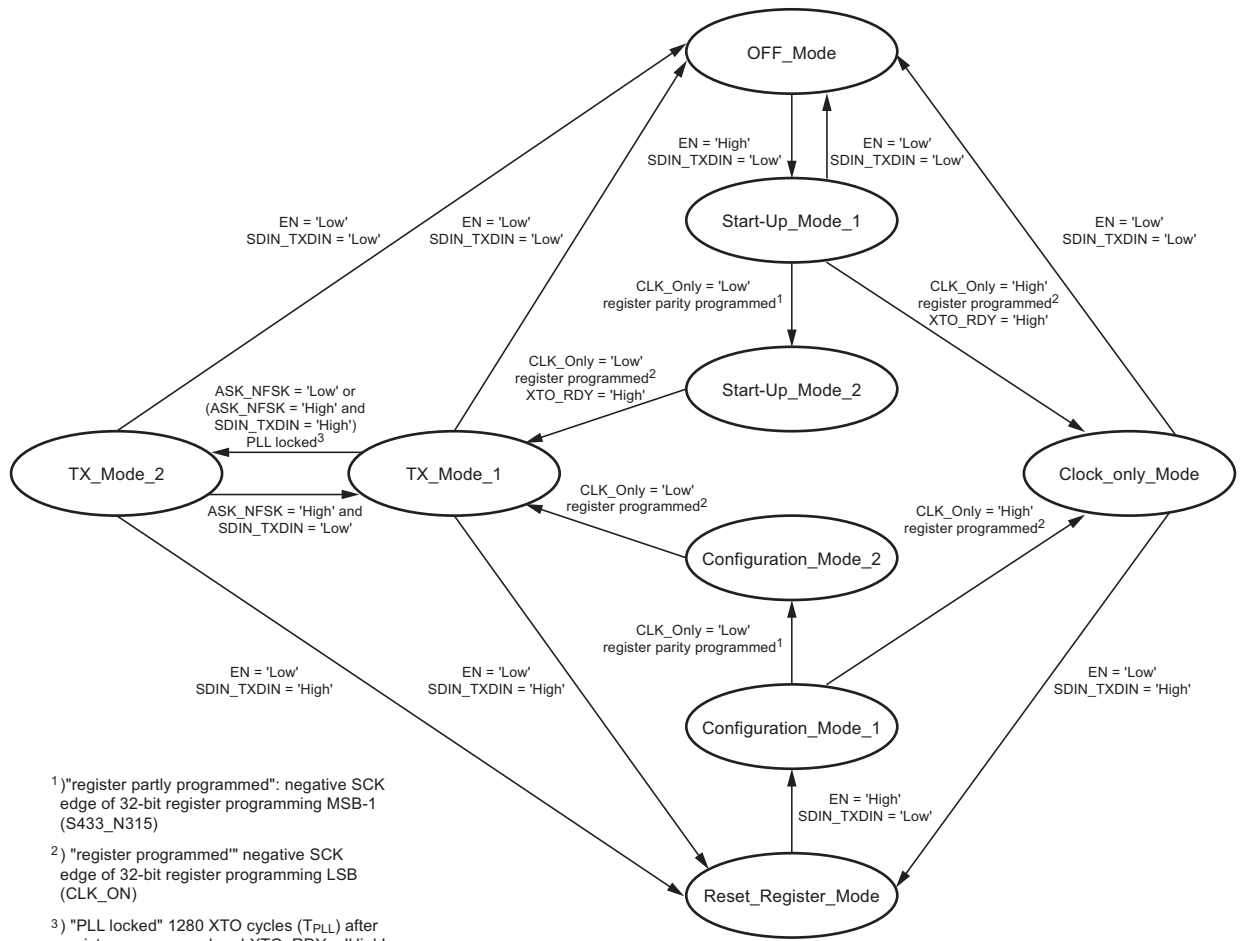 OFF_Mode
EN = 'High'
SDIN_TXDIN = 'Low'
EN = 'Low'
SDIN_TXDIN = 'Low'
Start-Up_Mode_1
EN = 'Low'
SDIN_TXDIN = 'Low'
EN = 'Low'
SDIN_TXDIN = 'Low'
EN = 'Low'
SDIN_TXDIN = 'Low'
CLK_Only = 'Low'
register parity programmed1
CLK_Only = 'High'
register programmed2
XTO_RDY = 'High'
Start-Up_Mode_2
CLK_Only = 'Low'
register programmed2
XTO_RDY = 'High'
ASK_NFSK = 'Low' or
(ASK_NFSK = 'High' and
SDIN_TXDIN = 'High')
PLL locked3
TX_Mode_2
TX_Mode_1
Clock_only_Mode
ASK_NFSK = 'High' and
SDIN_TXDIN = 'Low'
CLK_Only = 'Low'
register programmed2
CLK_Only = 'High'
register programmed2
Configuration_Mode_2
CLK_Only = 'Low'
register parity programmed1
EN = 'Low'
SDIN_TXDIN = 'High'
EN = 'Low'
SDIN_TXDIN = 'High'
EN = 'Low'
SDIN_TXDIN = 'High'
Configuration_Mode_1
EN = 'High'
SDIN_TXDIN = 'Low'
Reset_Register_Mode
1)"register partly programmed": negative SCK
edge of 32-bit register programming MSB-1
(S433_N315)
2) "register programmed'" negative SCK
edge of 32-bit register programming LSB
(CLK_ON)
3) "PLL locked" 1280 XTO cycles (TPLL) after